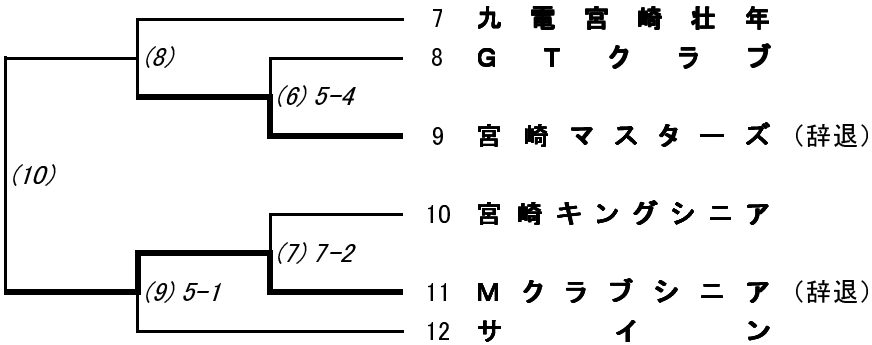 7 九電宮崎壮年
(8)
8 GTクラブ
(6) 5-4
9 宮崎マスターズ (辞退)
(10)
10 宮崎キングシニア
(7) 7-2
(9) 5-1
11 Mクラブシニア (辞退)
12 サイン